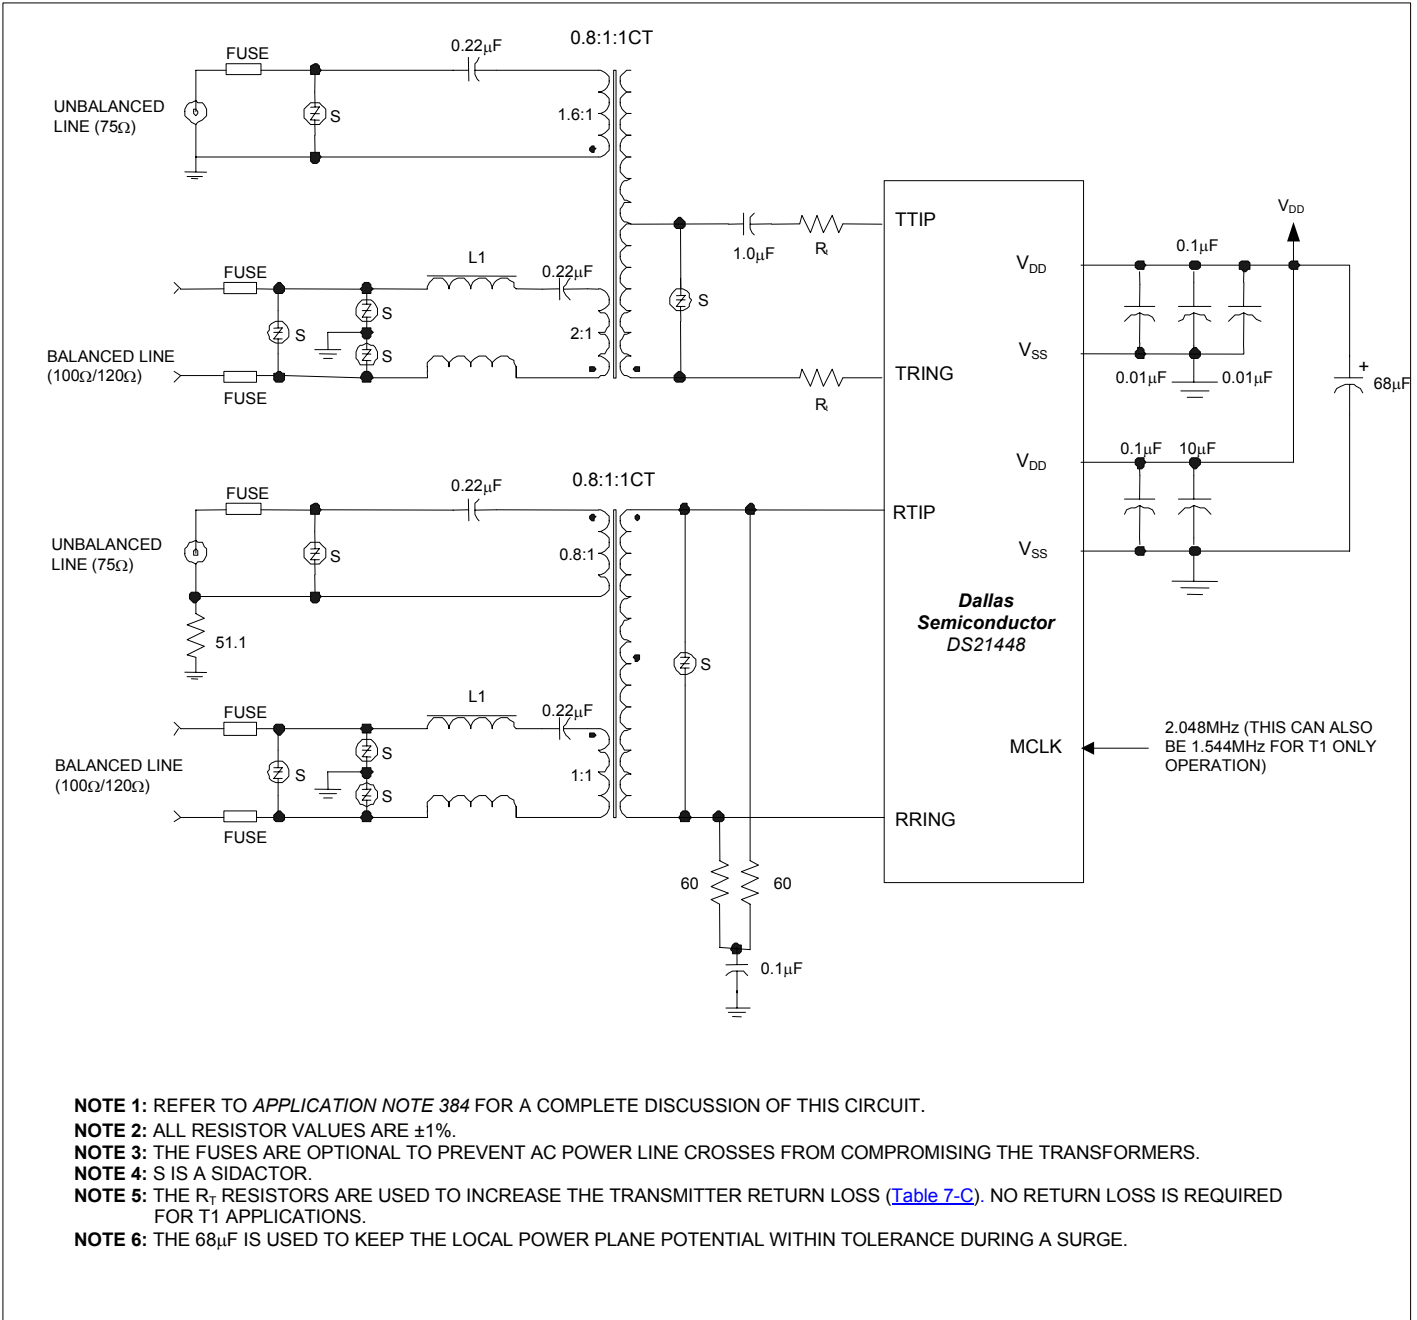 0.8:1:1CT
0.22µF
FUSE
UNBALANCED
LINE (75Ω)
S
1.6:1
TTIP
1.0µF
Rt
L1
FUSE
0.22µF
S
S
S
S
2:1
BALANCED LINE
(100Ω/120Ω)
FUSE
TRING
Rt
VDD
VDD
0.1µF
VSS
0.01µF
0.01µF
+
68µF
VDD
0.1µF
10µF
VSS
0.8:1:1CT
0.22µF
FUSE
RTIP
UNBALANCED
LINE (75Ω)
S
0.8:1
51.1
Dallas
Semiconductor
DS21448
S
L1
FUSE
0.22µF
S
S
S
1:1
BALANCED LINE
(100Ω/120Ω)
FUSE
MCLK
2.048MHz (THIS CAN ALSO
BE 1.544MHz FOR T1 ONLY
OPERATION)
RRING
60
60
0.1µF
NOTE 1: REFER TO APPLICATION NOTE 384 FOR A COMPLETE DISCUSSION OF THIS CIRCUIT.
NOTE 2: ALL RESISTOR VALUES ARE ±1%.
NOTE 3: THE FUSES ARE OPTIONAL TO PREVENT AC POWER LINE CROSSES FROM COMPROMISING THE TRANSFORMERS.
NOTE 4: S IS A SIDACTOR.
NOTE 5: THE RT RESISTORS ARE USED TO INCREASE THE TRANSMITTER RETURN LOSS (Table 7-C). NO RETURN LOSS IS REQUIRED
FOR T1 APPLICATIONS.
NOTE 6: THE 68µF IS USED TO KEEP THE LOCAL POWER PLANE POTENTIAL WITHIN TOLERANCE DURING A SURGE.